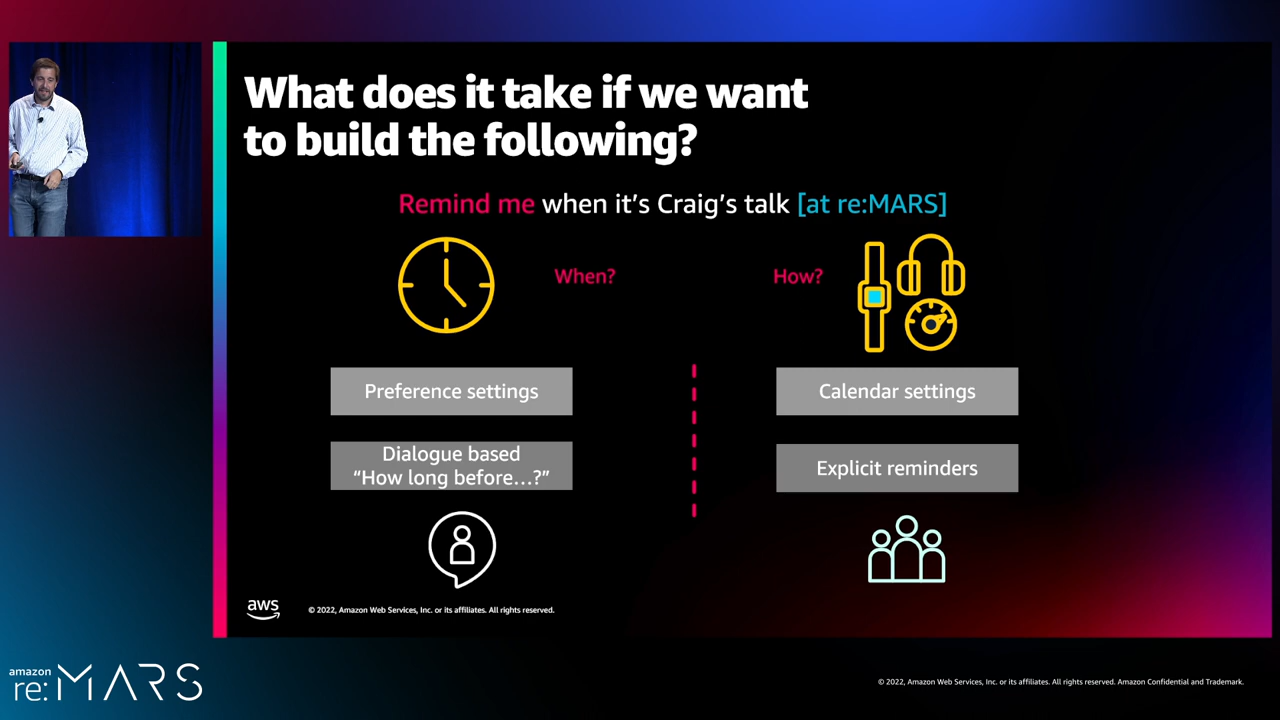 What does it take if we want
to build the following?
Remind me when it's Craig's talk [at re:MARS]
When?
How?
Preference settings
Calendar settings
Dialogue based
“How long before...?”
Explicit reminders
aws
© 2022, Amazon Web Services, Inc. or its affiliates. All rights reserved.
amazon
re:MARS
© 2022, Amazon Web Services, Inc. or its affiliates. All rights reserved. Amazon Confidential and Trademark.